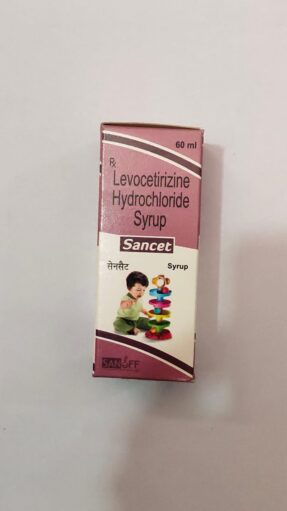 60 ml
Rx
Levocetirizine
Hydrochloride
Syrup
Sancet
सेनसैट Syrup